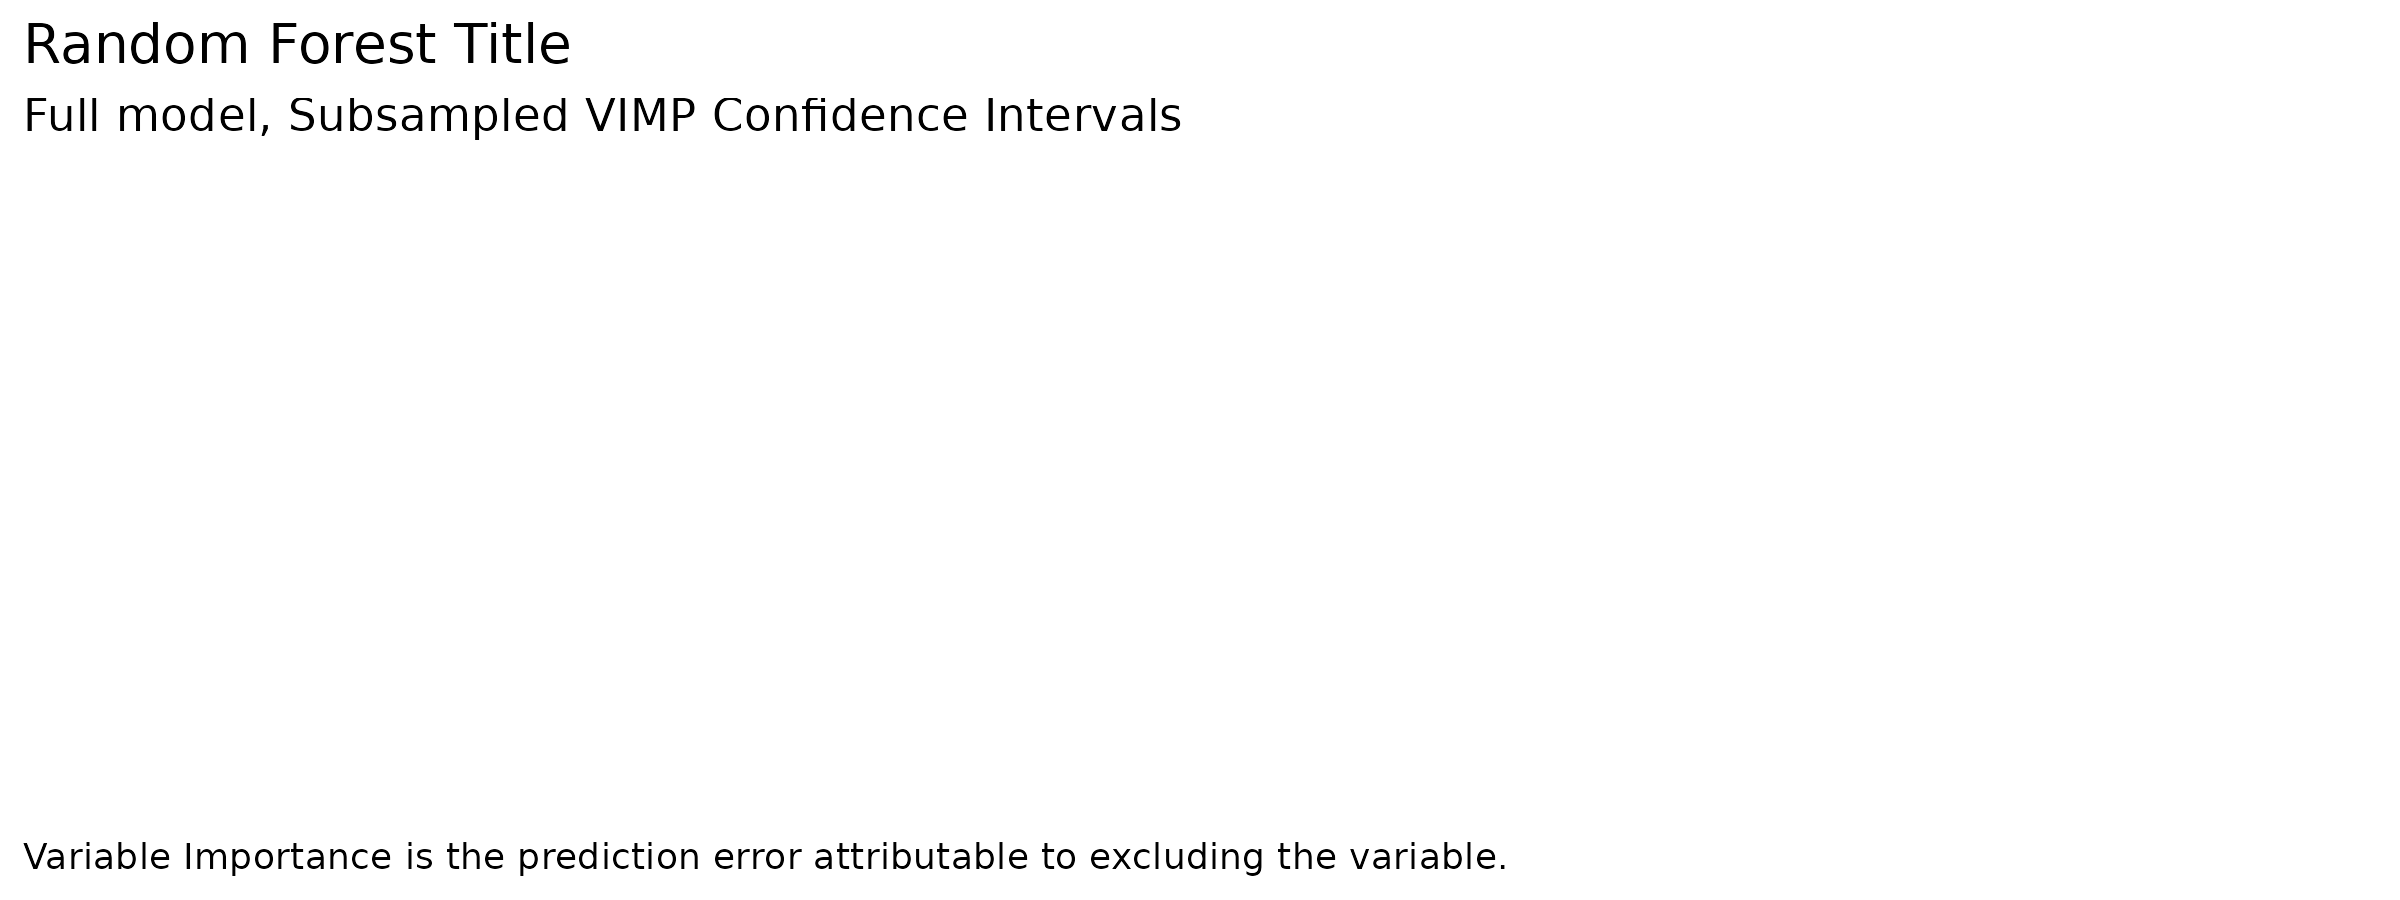 Random Forest Title
Full model, Subsampled VIMP Confidence Intervals
Variable Importance is the prediction error attributable to excluding the variable.